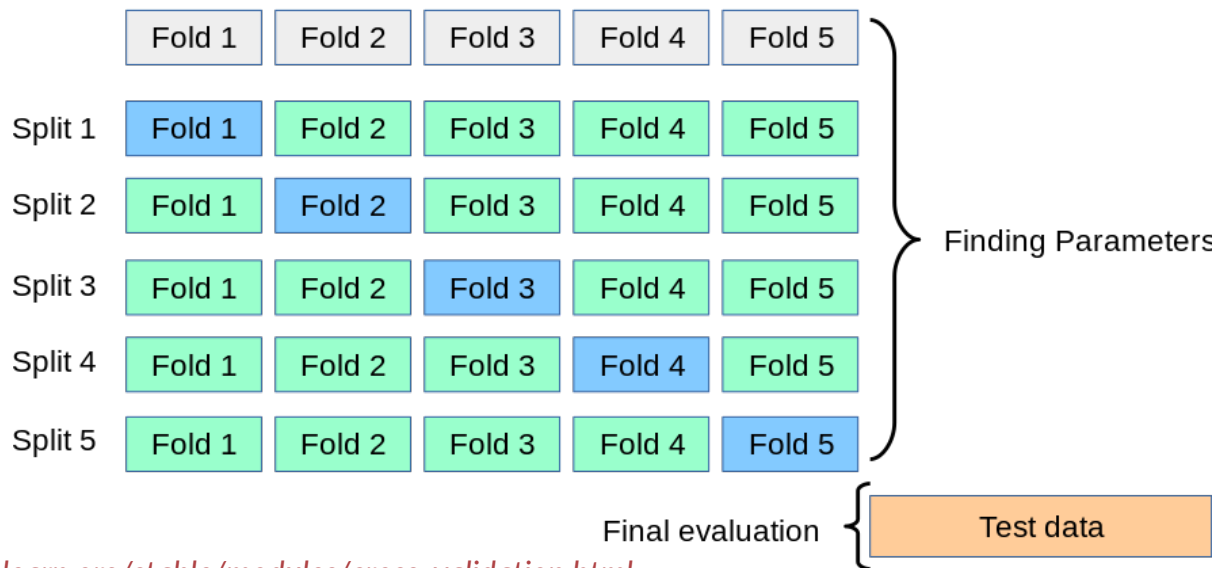 Fold 1 Fold 2 Fold 3 Fold 4 Fold 5
Split 1 Fold 1 Fold 2 Fold 3 Fold 4 Fold 5
Split 2 Fold 1 Fold 2 Fold 3 Fold 4 Fold 5
Finding Parameters
Split 3 Fold 1 Fold 2 Fold 3 Fold 4 Fold 5
Split 4 Fold 1 Fold 2 Fold 3 Fold 4 Fold 5
Split 5 Fold 1 Fold 2 Fold 3 Fold 4 Fold 5
Final evaluation Test data